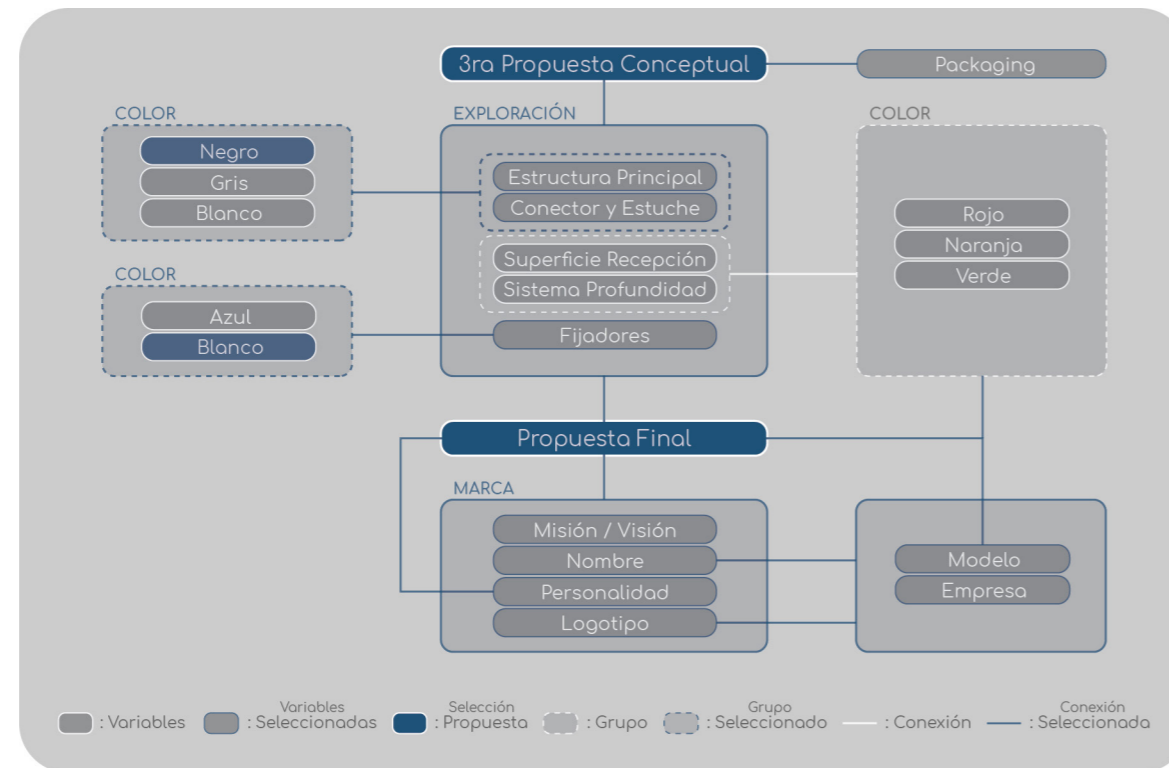 3ra Propuesta Conceptual
Packaging
COLOR
Negro
Gris
Blanco
COLOR
Azul
Blanco
EXPLORACIÓN
Estructura Principal
Conector y Estuche
Superficie Recepción
Sistema Profundidad
Fijadores
COLOR
Rojo
Naranja
Verde
Propuesta Final
MARCA
Misión / Visión
Nombre
Personalidad
Logotipo
Modelo
Empresa
: Variables
Variables
: Seleccionadas
Selección
: Propuesta
: Grupo
Grupo
: Seleccionado
: Conexión
Conexión
: Seleccionada